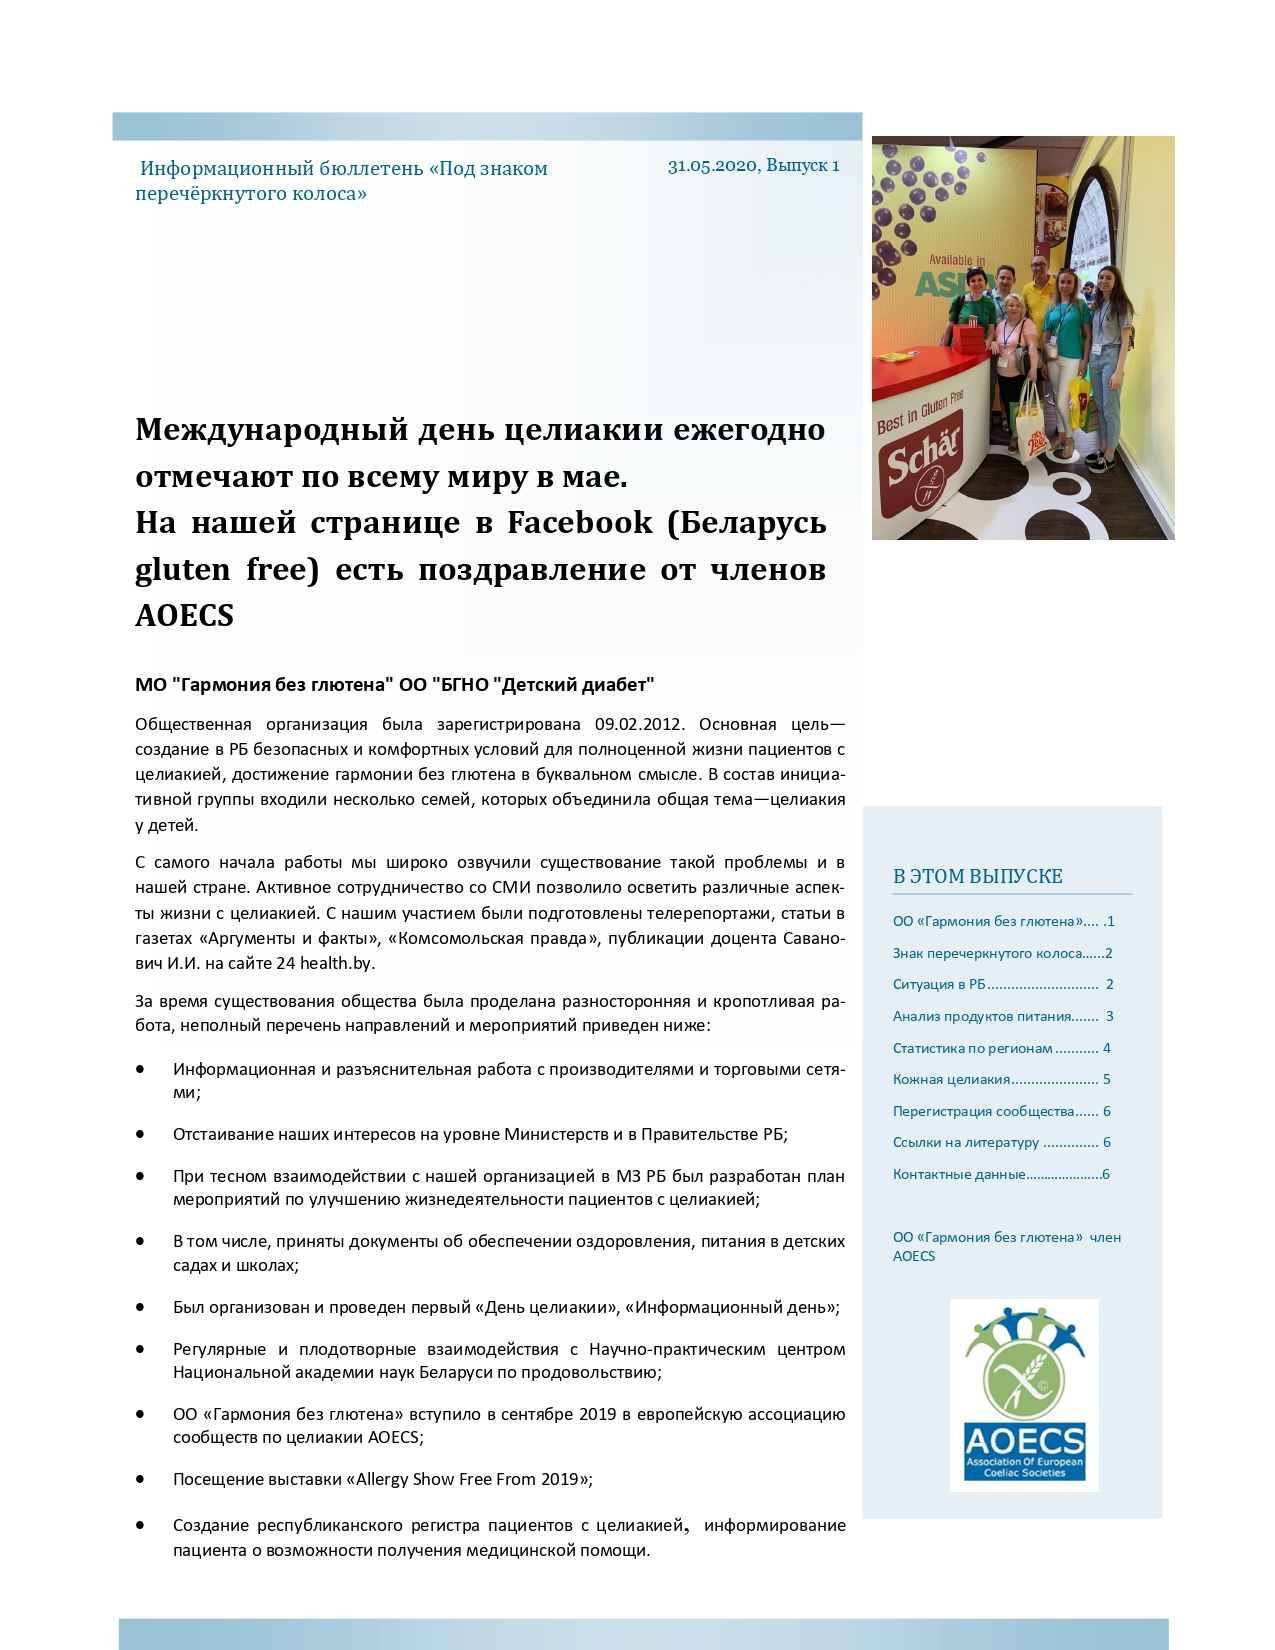 Информационный бюллетень «Под знаком
перечёркнутого колоса»
31.05.2020, Выпуск 1
Available in
Best in Gluten Free
Schär
Международный день целиакии ежегодно
отмечают по всему миру в мае.
На нашей странице в Facebook (Беларусь
gluten free) есть поздравление от членов
AOECS
МО "Гармония без глютена" ОО "БГНО "Детский диабет"
Общественная организация была зарегистрирована 09.02.2012. Основная цель—
создание в РБ безопасных и комфортных условий для полноценной жизни пациентов с
целиакией, достижение гармонии без глютена в буквальном смысле. В состав инициа-
тивной группы входили несколько семей, которых объединила общая тема—целиакия
у детей.
С самого начала работы мы широко озвучили существование такой проблемы и в
нашей стране. Активное сотрудничество со СМИ позволило осветить различные аспек-
ты жизни с целиакией. С нашим участием были подготовлены телерепортажи, статьи в
газетах «Аргументы и факты», «Комсомольская правда», публикации доцента Савано-
вич И.И. на сайте 24 health.by.
За время существования общества была проделана разносторонняя и кропотливая ра-
бота, неполный перечень направлений и мероприятий приведен ниже:
• Информационная и разъяснительная работа с производителями и торговыми сетя-
ми;
• Отстаивание наших интересов на уровне Министерств и в Правительстве РБ;
• При тесном взаимодействии с нашей организацией в МЗ РБ был разработан план
мероприятий по улучшению жизнедеятельности пациентов с целиакией;
• В том числе, приняты документы об обеспечении оздоровления, питания в детских
садах и школах;
• Был организован и проведен первый «День целиакии», «Информационный день»;
• Регулярные и плодотворные взаимодействия с Научно-практическим центром
Национальной академии наук Беларуси по продовольствию;
• ОО «Гармония без глютена» вступило в сентябре 2019 в европейскую ассоциацию
сообществ по целиакии AOECS;
• Посещение выставки «Allergy Show Free From 2019»;
• Создание республиканского регистра пациентов с целиакией, информирование
пациента о возможности получения медицинской помощи.
В ЭТОМ ВЫПУСКЕ
ОО «Гармония без глютена».... .1
Знак перечеркнутого колоса……2
Ситуация в РБ............................ 2
Анализ продуктов питания....... 3
Статистика по регионам ........... 4
Кожная целиакия...................... 5
Перегистрация сообщества...... 6
Ссылки на литературу .............. 6
Контактные данные………………...6
ОО «Гармония без глютена» член
AOECS
©
AOECS
Association Of European
Coeliac Societies